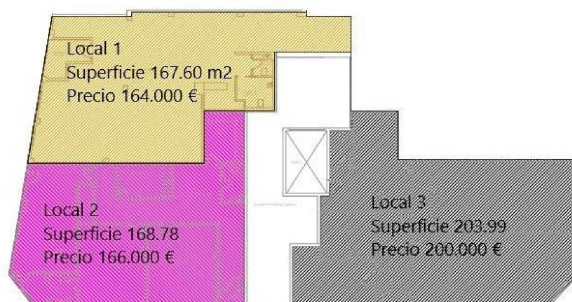 Local 1
Superficie 167.60 m2
Precio 164.000 €
Local 2
Superficie 168.78
Precio 166.000 €
Local 3
Superficie 203.99
Precio 200.000 €